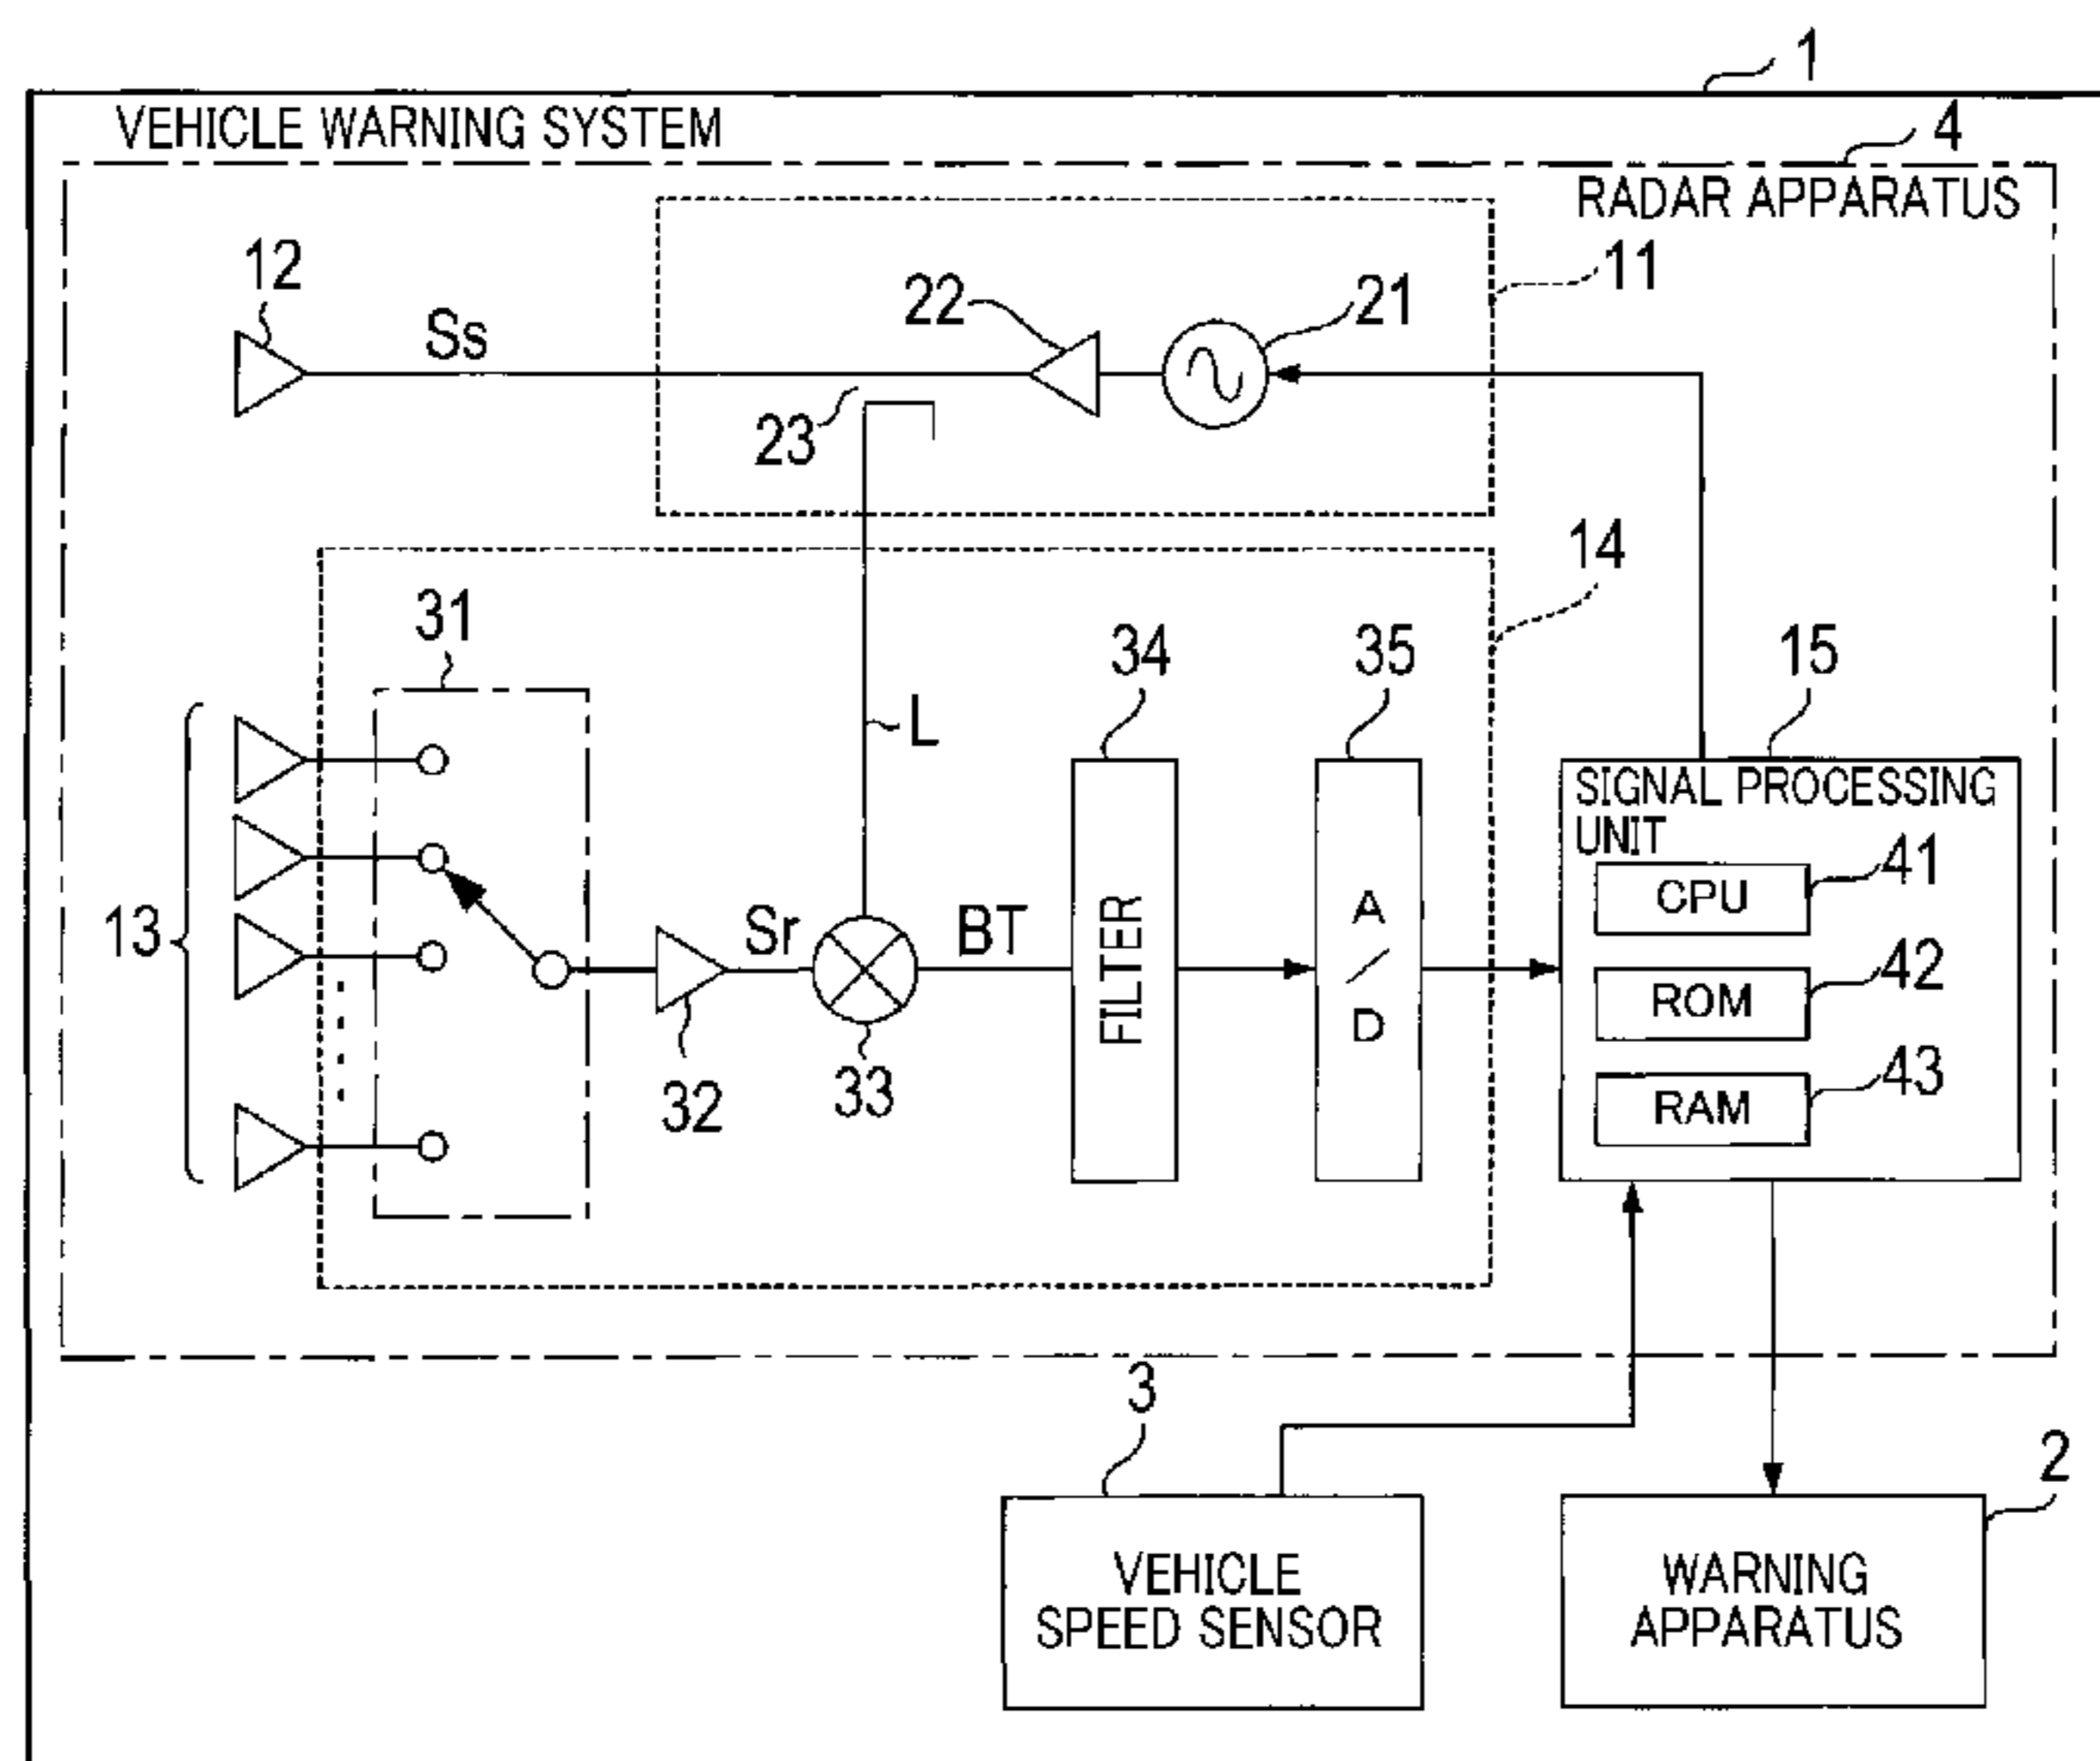 1
VEHICLE WARNING SYSTEM
4
RADAR APPARATUS
12
Ss
22
21
11
23
14
31
34
35
15
L
SIGNAL PROCESSING
UNIT
13
Sr
BT
FILTER
A
/
D
CPU
41
ROM
42
RAM
43
32
33
3
2
VEHICLE
SPEED SENSOR
WARNING
APPARATUS